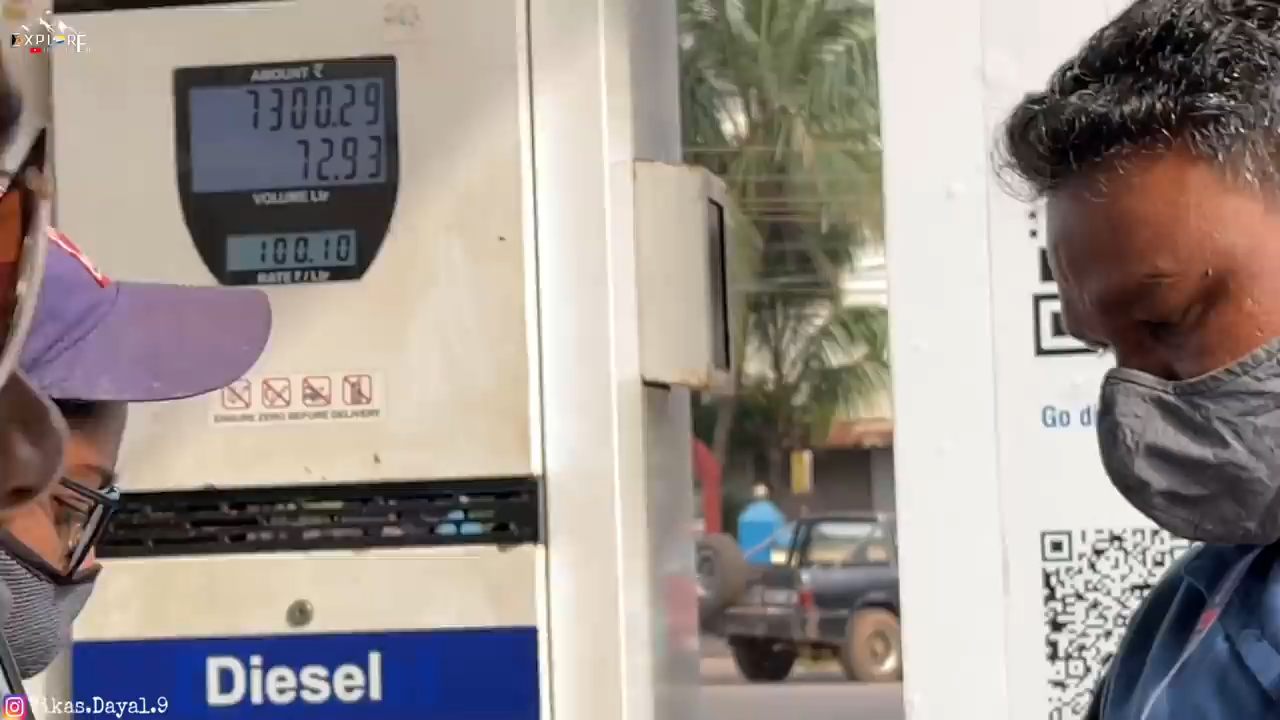 EXPLORE
AMOUNT ₹
7300.29
72.93
VOLUME Ltr
100.10
RATE ₹/Ltr
ENSURE ZERO BEFORE DELIVERY
Go di
Diesel
Vikas.Dayal.9